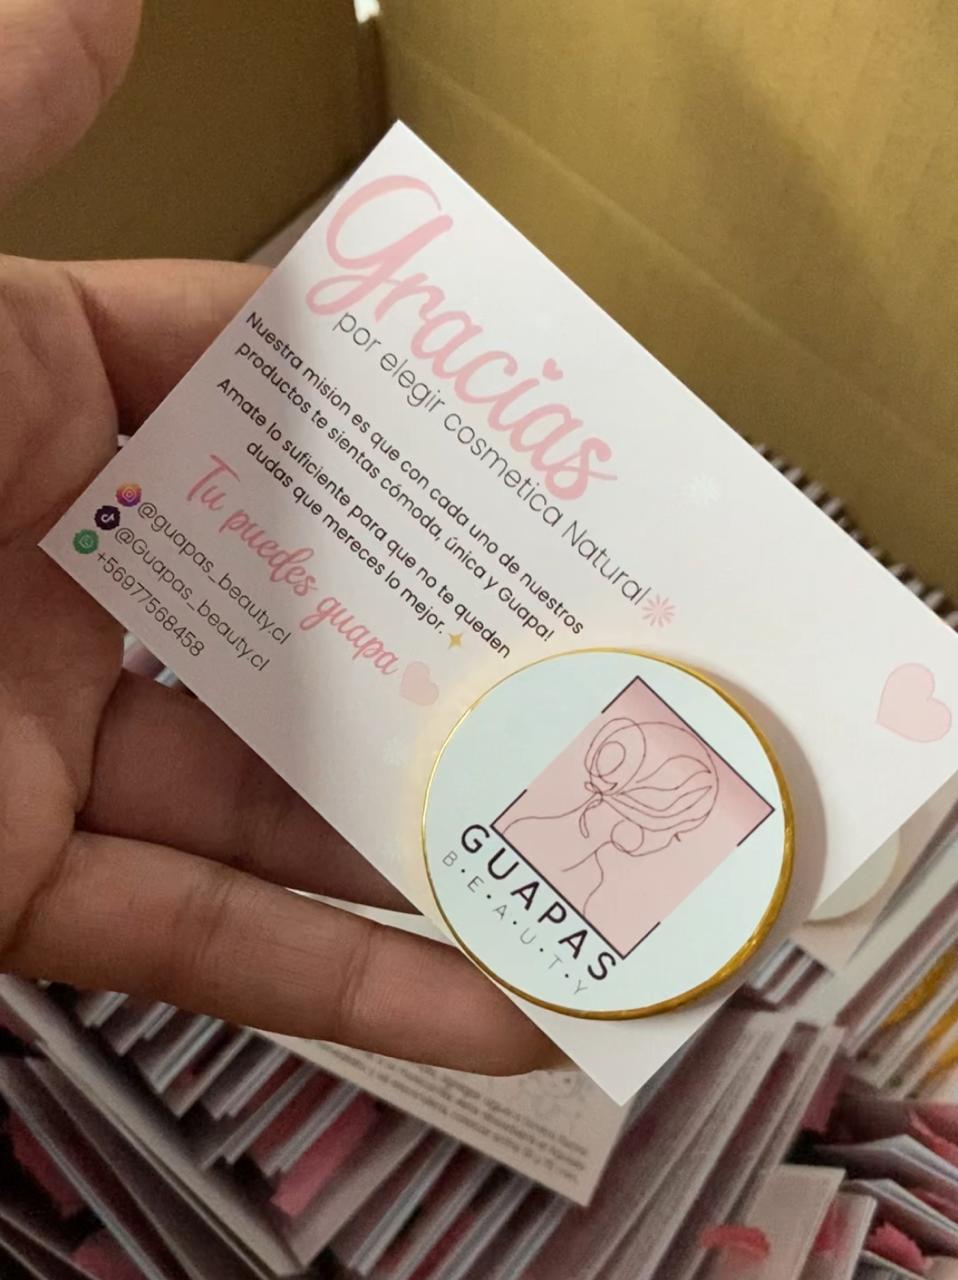 Gracias
por elegir cosmetica Natural
Nuestra mision es que con cada uno de nuestros
productos te sientas cómoda, única y Guapa!
Amate lo suficiente para que no te queden
dudas que mereces lo mejor.
Tu puedes guapa
@guapas_beauty.cl
@Guapas_beauty.cl
+56977568458
GUAPAS
B·E·A·U·T·Y